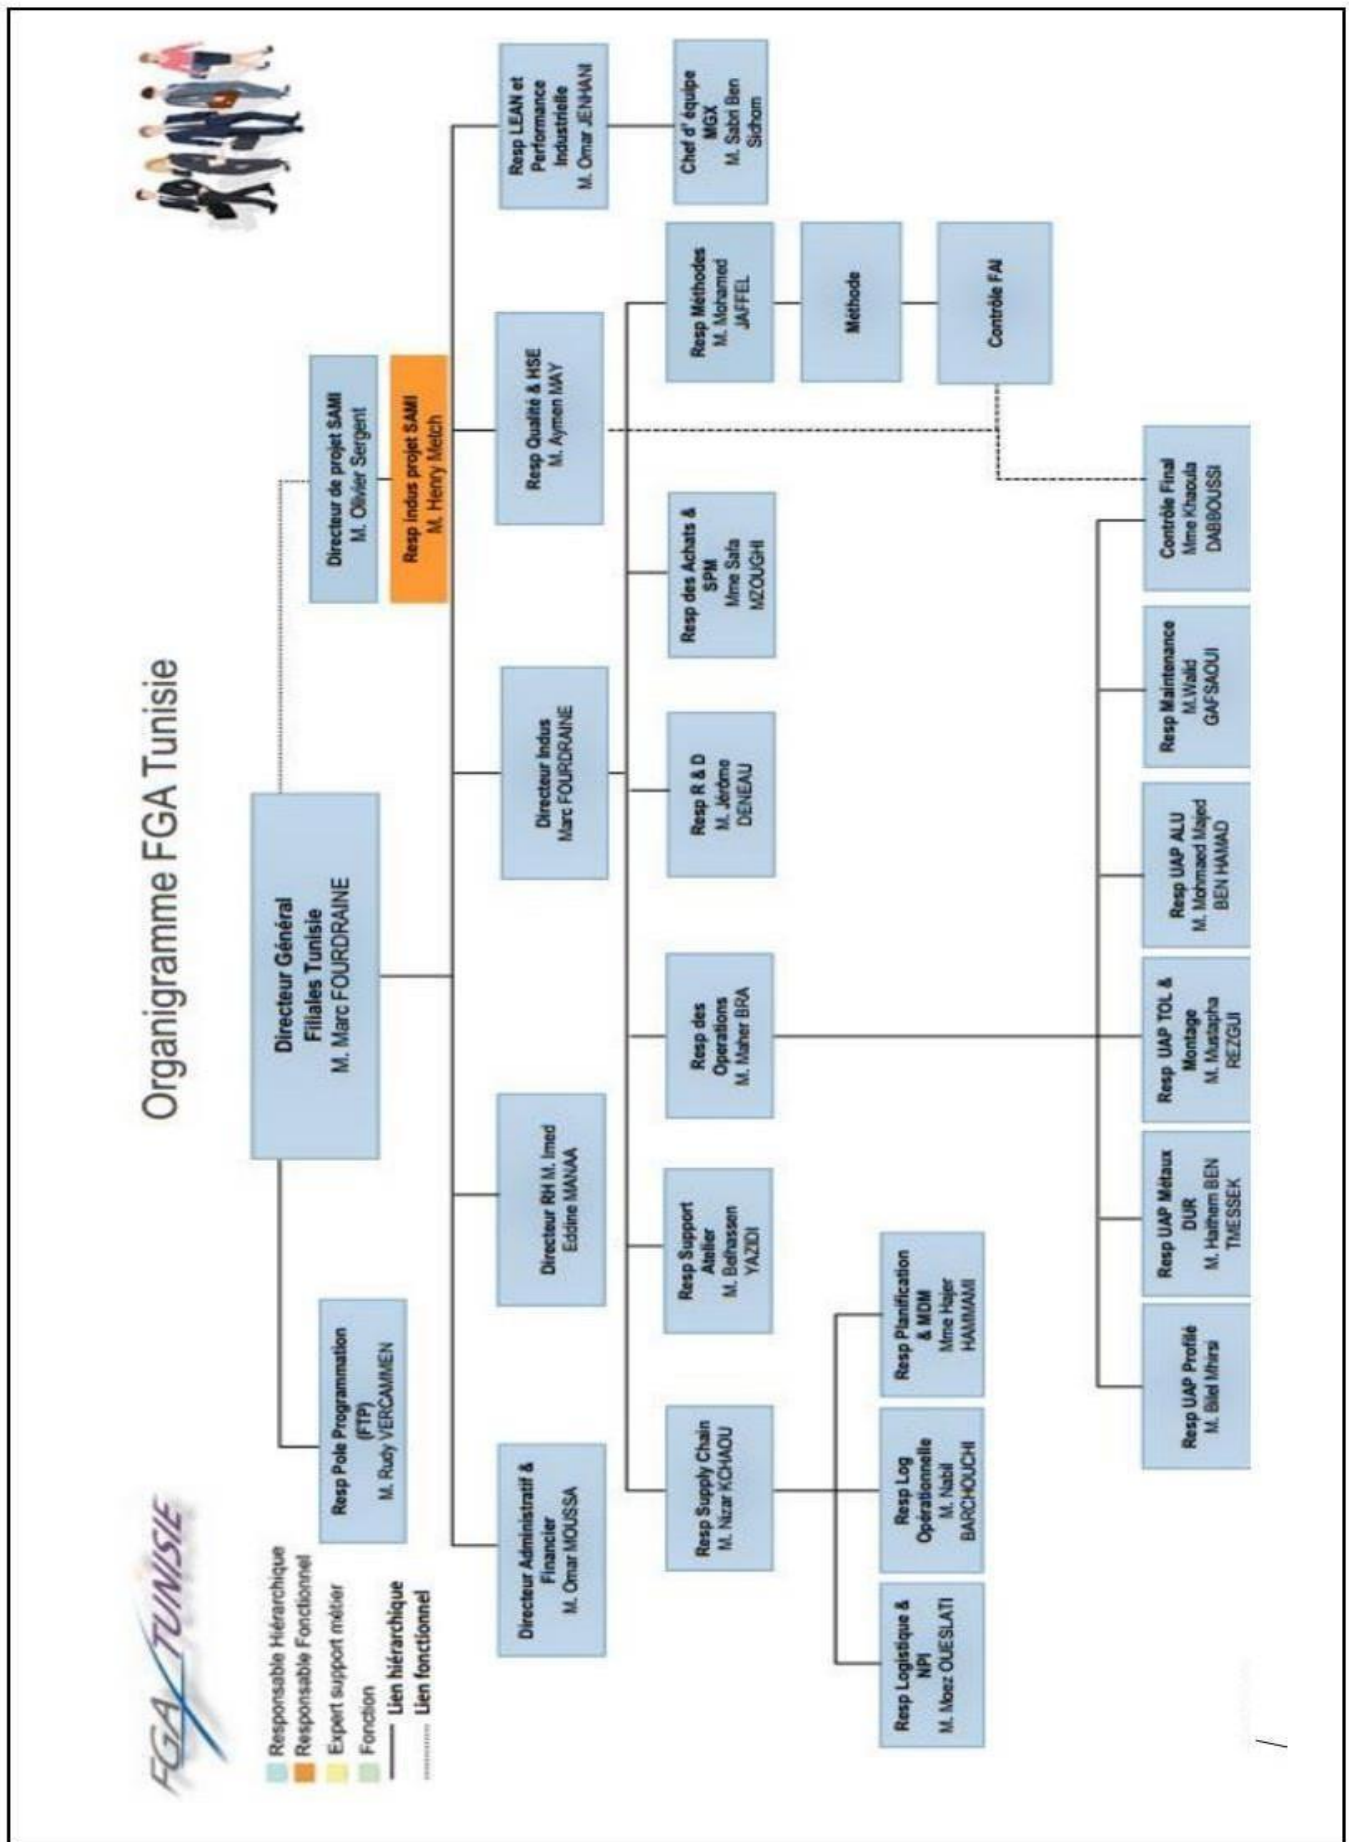 Organigramme FGA Tunisie
FGA TUNISIE
Responsable Hiérarchique
Responsable Fonctionnel
Expert support métier
Fonction
Lien hiérarchique
Lien fonctionnel
Directeur Général
Filiales Tunisie
M. Marc FOURDRAINE
Resp Pole Programmation
(FTP)
M. Rudy VERCAMMEN
Directeur de projet SAMI
M. Olivier Sergent
Resp indus projet SAMI
M. Henry Metch
Directeur Administratif &
Financier
M. Omar MOUSSA
Directeur RH M. Imed
Eddine MANAA
Directeur Indus
Marc FOURDRAINE
Resp Qualité & HSE
M. Aymen MAY
Resp LEAN et
Performance
Industrielle
M. Omar JENHANI
Resp Supply Chain
M. Nizar KCHAOU
Resp Support
Atelier
M. Belhassen
YAZIDI
Resp des
Operations
M. Maher BRA
Resp R & D
M. Jérôme
DENEAU
Resp des Achats &
SPM
Mme Safa
MZOUGHI
Resp Méthodes
M. Mohamed
JAFFEL
Chef d' équipe
MGX
M. Sabri Ben
Sidhom
Méthode
Contrôle FAI
Resp Logistique &
NPI
M. Moez OUESLATI
Resp Log
Opérationnelle
M. Nabil
BARCHOUCHI
Resp Planification
& MDM
Mme Hajer
HAMMAMI
Resp UAP Profilé
M. Bilel Mhirsi
Resp UAP Métaux
DUR
M. Haithem BEN
TMESSEK
Resp UAP TOL &
Montage
M. Mustapha
REZGUI
Resp UAP ALU
M. Mohmaed Majed
BEN HAMAD
Resp Maintenance
M.Walid
GAFSAOUI
Contrôle Final
Mme Khaoula
DABBOUSSI